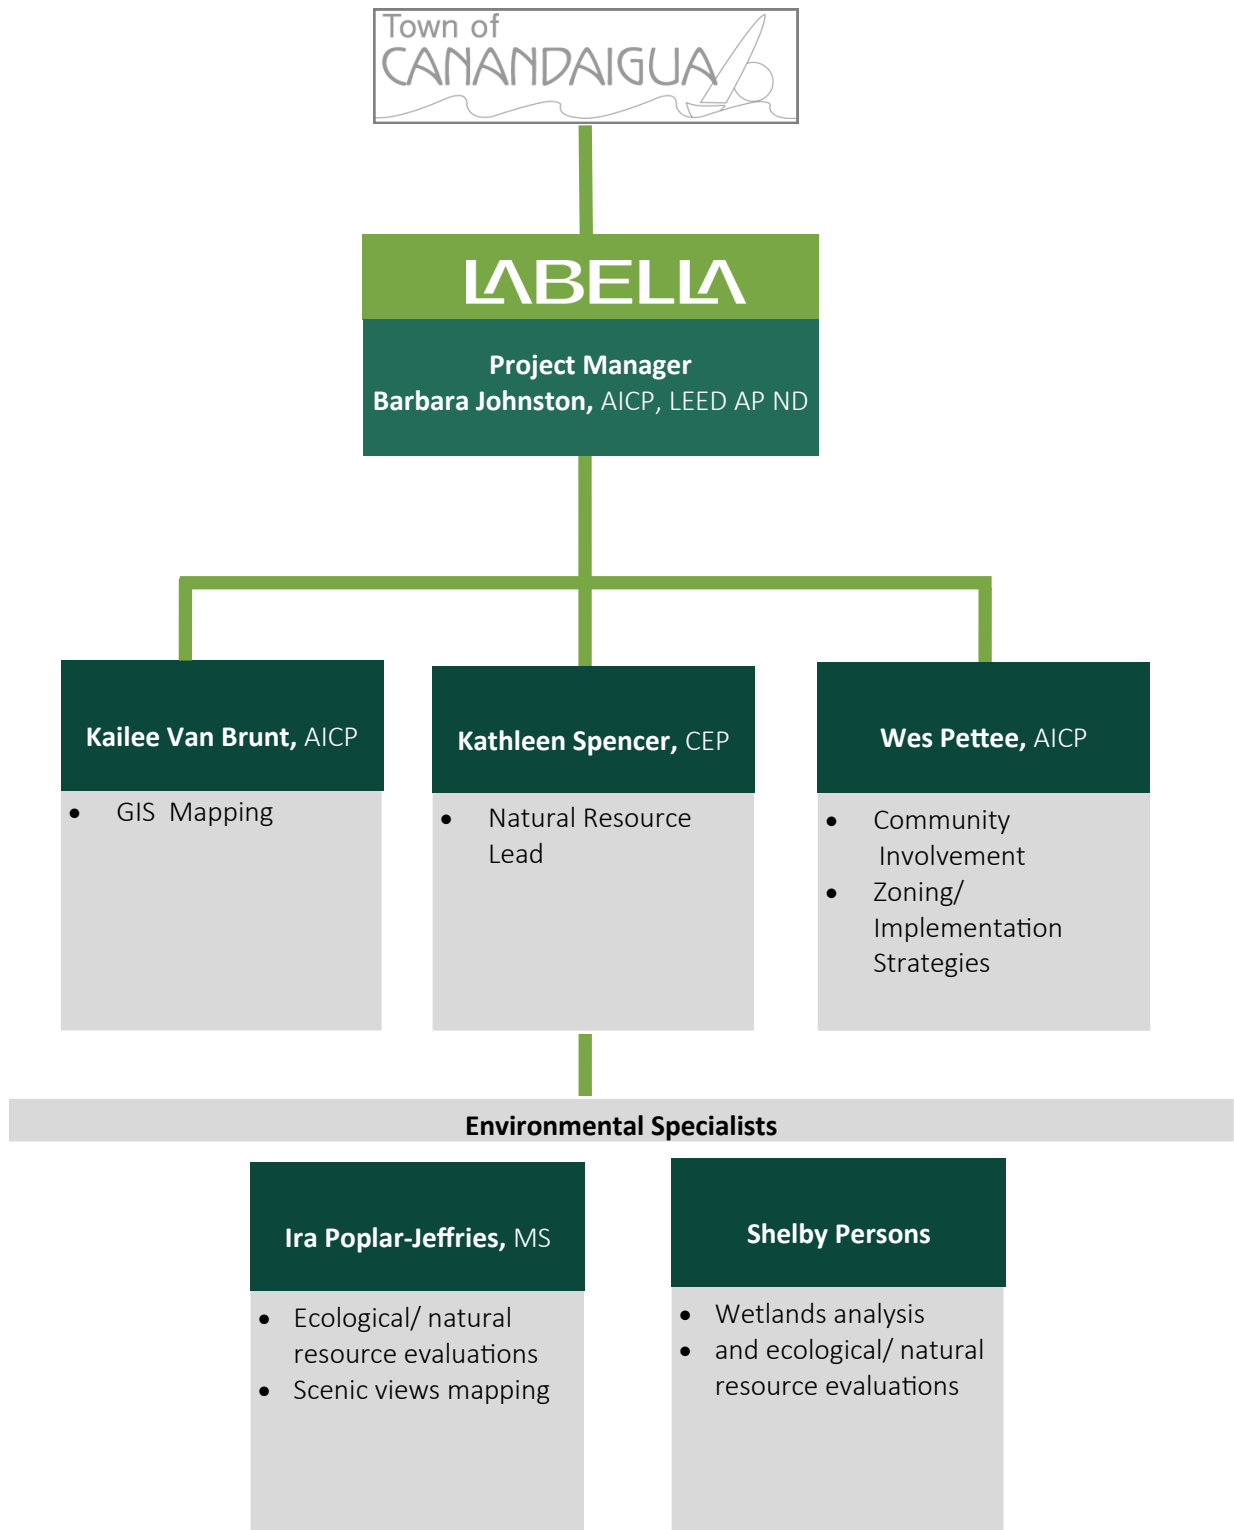 Town of
CANANDAIGUA
LABELLA
Project Manager
Barbara Johnston, AICP, LEED AP ND
Kailee Van Brunt, AICP
• GIS Mapping
Kathleen Spencer, CEP
• Natural Resource
Lead
Wes Pettee, AICP
• Community
Involvement
• Zoning/
Implementation
Strategies
Environmental Specialists
Ira Poplar-Jeffries, MS
• Ecological/ natural
resource evaluations
• Scenic views mapping
Shelby Persons
• Wetlands analysis
• and ecological/ natural
resource evaluations